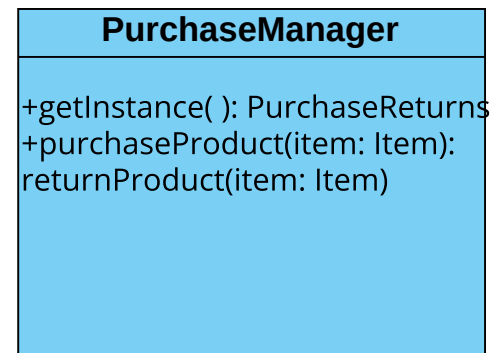 PurchaseManager
+getInstance( ): PurchaseReturns
+purchaseProduct(item: Item):
returnProduct(item: Item)